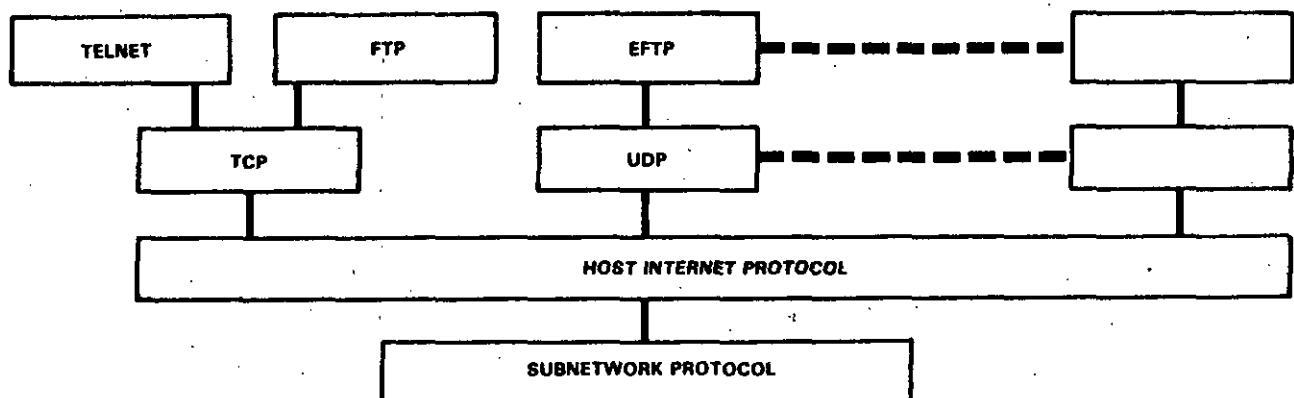 TELNET
FTP
EFTP
TCP
UDP
HOST INTERNET PROTOCOL
SUBNETWORK PROTOCOL